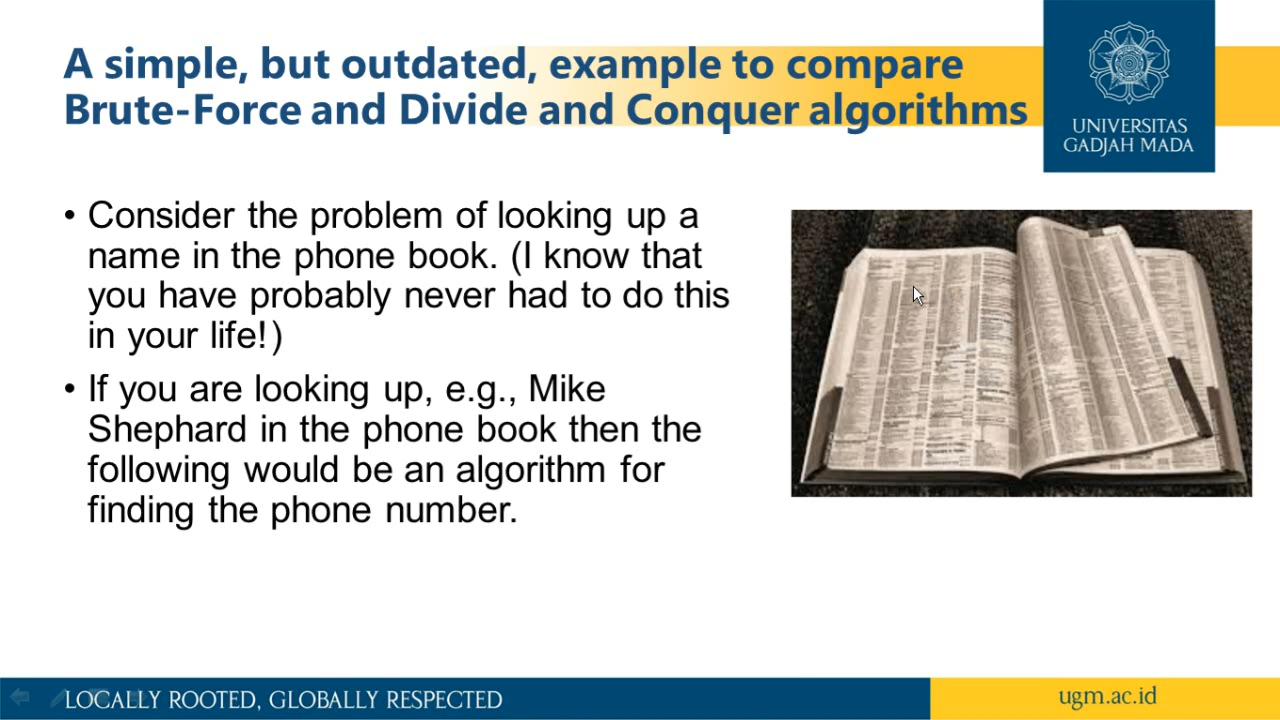 A simple, but outdated, example to compare
Brute-Force and Divide and Conquer algorithms
UNIVERSITAS
GADJAH MADA
• Consider the problem of looking up a
name in the phone book. (I know that
you have probably never had to do this
in your life!)
• If you are looking up, e.g., Mike
Shephard in the phone book then the
following would be an algorithm for
finding the phone number.
LOCALLY ROOTED, GLOBALLY RESPECTED
ugm.ac.id